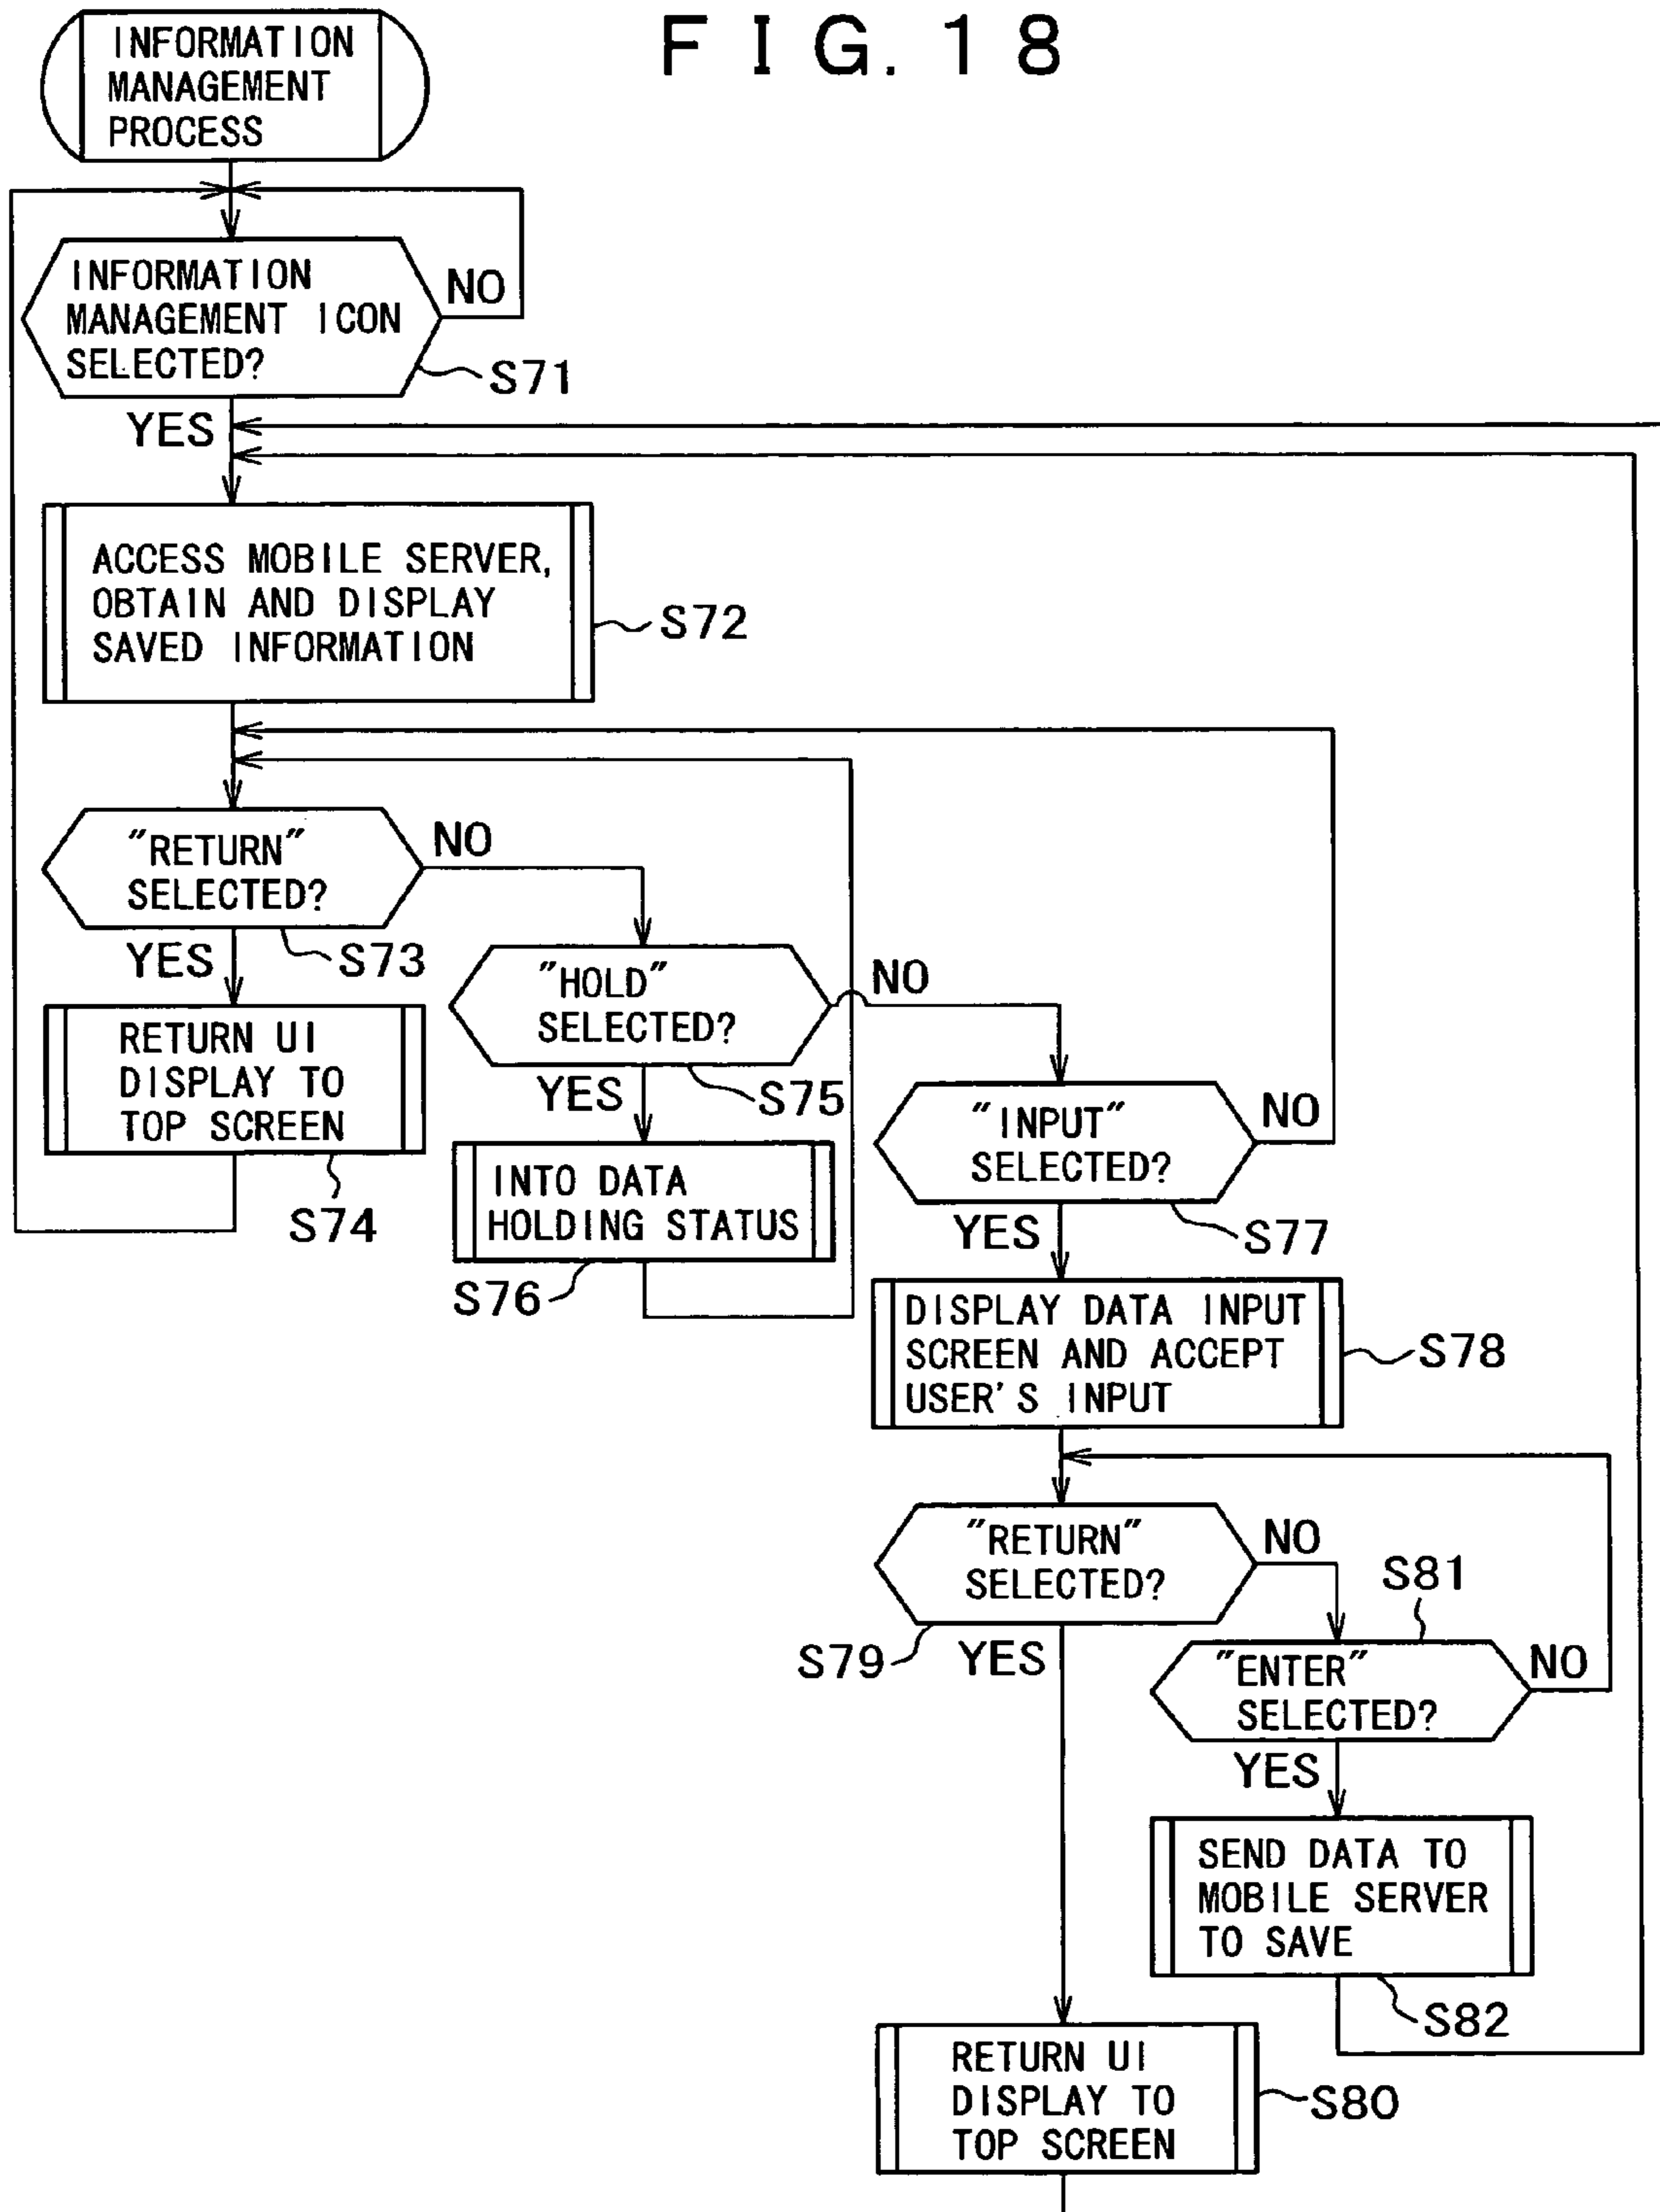 FIG. 18
INFORMATION
MANAGEMENT
PROCESS
INFORMATION
MANAGEMENT ICON
SELECTED?
NO
S71
YES
ACCESS MOBILE SERVER,
OBTAIN AND DISPLAY
SAVED INFORMATION
S72
"RETURN"
SELECTED?
NO
YES
S73
RETURN UI
DISPLAY TO
TOP SCREEN
S74
"HOLD"
SELECTED?
NO
YES
S75
INTO DATA
HOLDING STATUS
S76
"INPUT"
SELECTED?
NO
YES
S77
DISPLAY DATA INPUT
SCREEN AND ACCEPT
USER'S INPUT
S78
"RETURN"
SELECTED?
NO
S79
YES
S81
"ENTER"
SELECTED?
NO
YES
SEND DATA TO
MOBILE SERVER
TO SAVE
S82
RETURN UI
DISPLAY TO
TOP SCREEN
S80